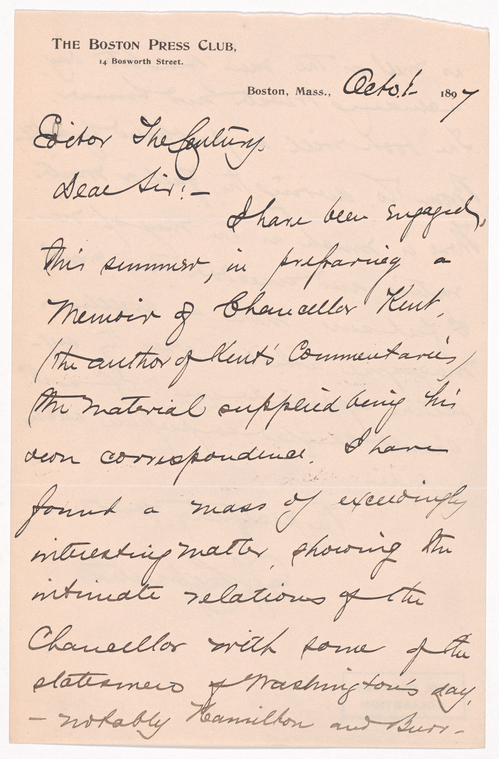 THE BOSTON PRESS CLUB,
14 Bosworth Street.
Boston, Mass., Oct 1 1897
Editor The Century.
Dear Sir:—
I have been engaged,
this summer, in preparing a
Memoir of Chancellor Kent,
(the author of Kent's Commentaries)
the material supplied being his
own correspondence. I have
found a mass of exceedingly
interesting matter, showing the
intimate relations of the
Chancellor with some of the
statesmen of Washington's day,
— notably Hamilton and Burr—